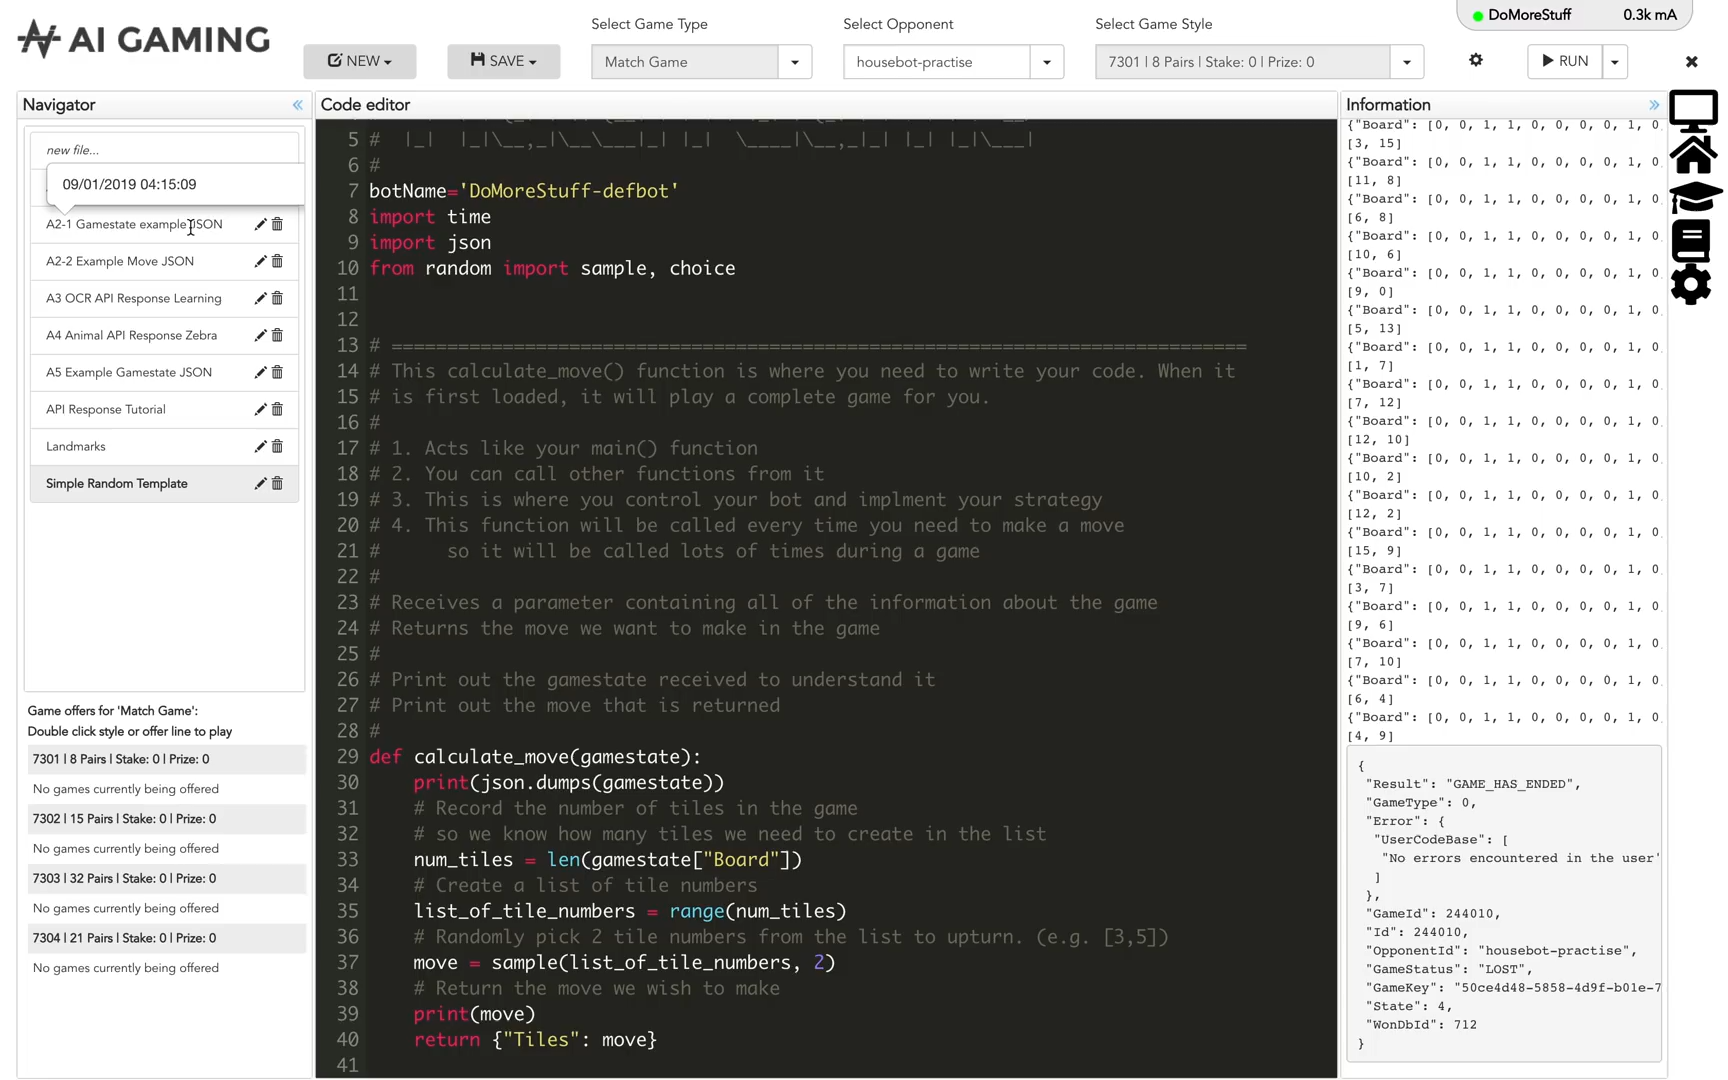 AI GAMING
NEW
SAVE
Select Game Type
Match Game
Select Opponent
housebot-practise
Select Game Style
7301 | 8 Pairs | Stake: 0 | Prize: 0
DoMoreStuff 0.3k mA
RUN
Navigator
new file...
09/01/2019 04:15:09
A2-1 Gamestate example JSON
A2-2 Example Move JSON
A3 OCR API Response Learning
A4 Animal API Response Zebra
A5 Example Gamestate JSON
API Response Tutorial
Landmarks
Simple Random Template
Game offers for 'Match Game':
Double click style or offer line to play
7301 | 8 Pairs | Stake: 0 | Prize: 0
No games currently being offered
7302 | 15 Pairs | Stake: 0 | Prize: 0
No games currently being offered
7303 | 32 Pairs | Stake: 0 | Prize: 0
No games currently being offered
7304 | 21 Pairs | Stake: 0 | Prize: 0
No games currently being offered
Code editor
5 # |_| |_|\__,_|\__\___|_| |_| \____|\__,_|_| |_| |_|\___|
6 #
7 botName='DoMoreStuff-defbot'
8 import time
9 import json
10 from random import sample, choice
11
12
13 # =============================================================================
14 # This calculate_move() function is where you need to write your code. When it
15 # is first loaded, it will play a complete game for you.
16 #
17 # 1. Acts like your main() function
18 # 2. You can call other functions from it
19 # 3. This is where you control your bot and implment your strategy
20 # 4. This function will be called every time you need to make a move
21 #      so it will be called lots of times during a game
22 #
23 # Receives a parameter containing all of the information about the game
24 # Returns the move we want to make in the game
25 #
26 # Print out the gamestate received to understand it
27 # Print out the move that is returned
28 #
29 def calculate_move(gamestate):
30     print(json.dumps(gamestate))
31     # Record the number of tiles in the game
32     # so we know how many tiles we need to create in the list
33     num_tiles = len(gamestate["Board"])
34     # Create a list of tile numbers
35     list_of_tile_numbers = range(num_tiles)
36     # Randomly pick 2 tile numbers from the list to upturn. (e.g. [3,5])
37     move = sample(list_of_tile_numbers, 2)
38     # Return the move we wish to make
39     print(move)
40     return {"Tiles": move}
41
Information
{"Board": [0, 0, 1, 1, 0, 0, 0, 0, 1, 0
[3, 15]
{"Board": [0, 0, 1, 1, 0, 0, 0, 0, 1, 0
[11, 8]
{"Board": [0, 0, 1, 1, 0, 0, 0, 0, 1, 0
[6, 8]
{"Board": [0, 0, 1, 1, 0, 0, 0, 0, 1, 0
[10, 6]
{"Board": [0, 0, 1, 1, 0, 0, 0, 0, 1, 0
[9, 0]
{"Board": [0, 0, 1, 1, 0, 0, 0, 0, 1, 0
[5, 13]
{"Board": [0, 0, 1, 1, 0, 0, 0, 0, 1, 0
[1, 7]
{"Board": [0, 0, 1, 1, 0, 0, 0, 0, 1, 0
[7, 12]
{"Board": [0, 0, 1, 1, 0, 0, 0, 0, 1, 0
[12, 10]
{"Board": [0, 0, 1, 1, 0, 0, 0, 0, 1, 0
[10, 2]
{"Board": [0, 0, 1, 1, 0, 0, 0, 0, 1, 0
[12, 2]
{"Board": [0, 0, 1, 1, 0, 0, 0, 0, 1, 0
[15, 9]
{"Board": [0, 0, 1, 1, 0, 0, 0, 0, 1, 0
[3, 7]
{"Board": [0, 0, 1, 1, 0, 0, 0, 0, 1, 0
[9, 6]
{"Board": [0, 0, 1, 1, 0, 0, 0, 0, 1, 0
[7, 10]
{"Board": [0, 0, 1, 1, 0, 0, 0, 0, 1, 0
[6, 4]
{"Board": [0, 0, 1, 1, 0, 0, 0, 0, 1, 0
[4, 9]
{
"Result": "GAME_HAS_ENDED",
"GameType": 0,
"Error": {
"UserCodeBase": [
"No errors encountered in the user'
]
},
"GameId": 244010,
"Id": 244010,
"OpponentId": "housebot-practise",
"GameStatus": "LOST",
"GameKey": "50ce4d48-5858-4d9f-b01e-7
"State": 4,
"WonDbId": 712
}